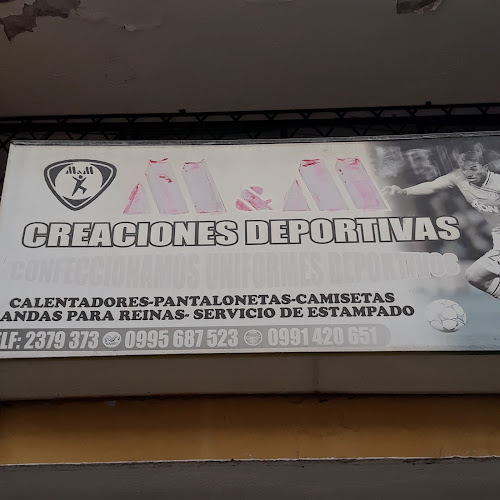 M&M
M & M
CREACIONES DEPORTIVAS
CONFECCIONAMOS UNIFORMES DEPORTIVOS
CALENTADORES-PANTALONETAS-CAMISETAS
ANDAS PARA REINAS- SERVICIO DE ESTAMPADO
LF: 2379 373 0995 687 523 0991 420 651